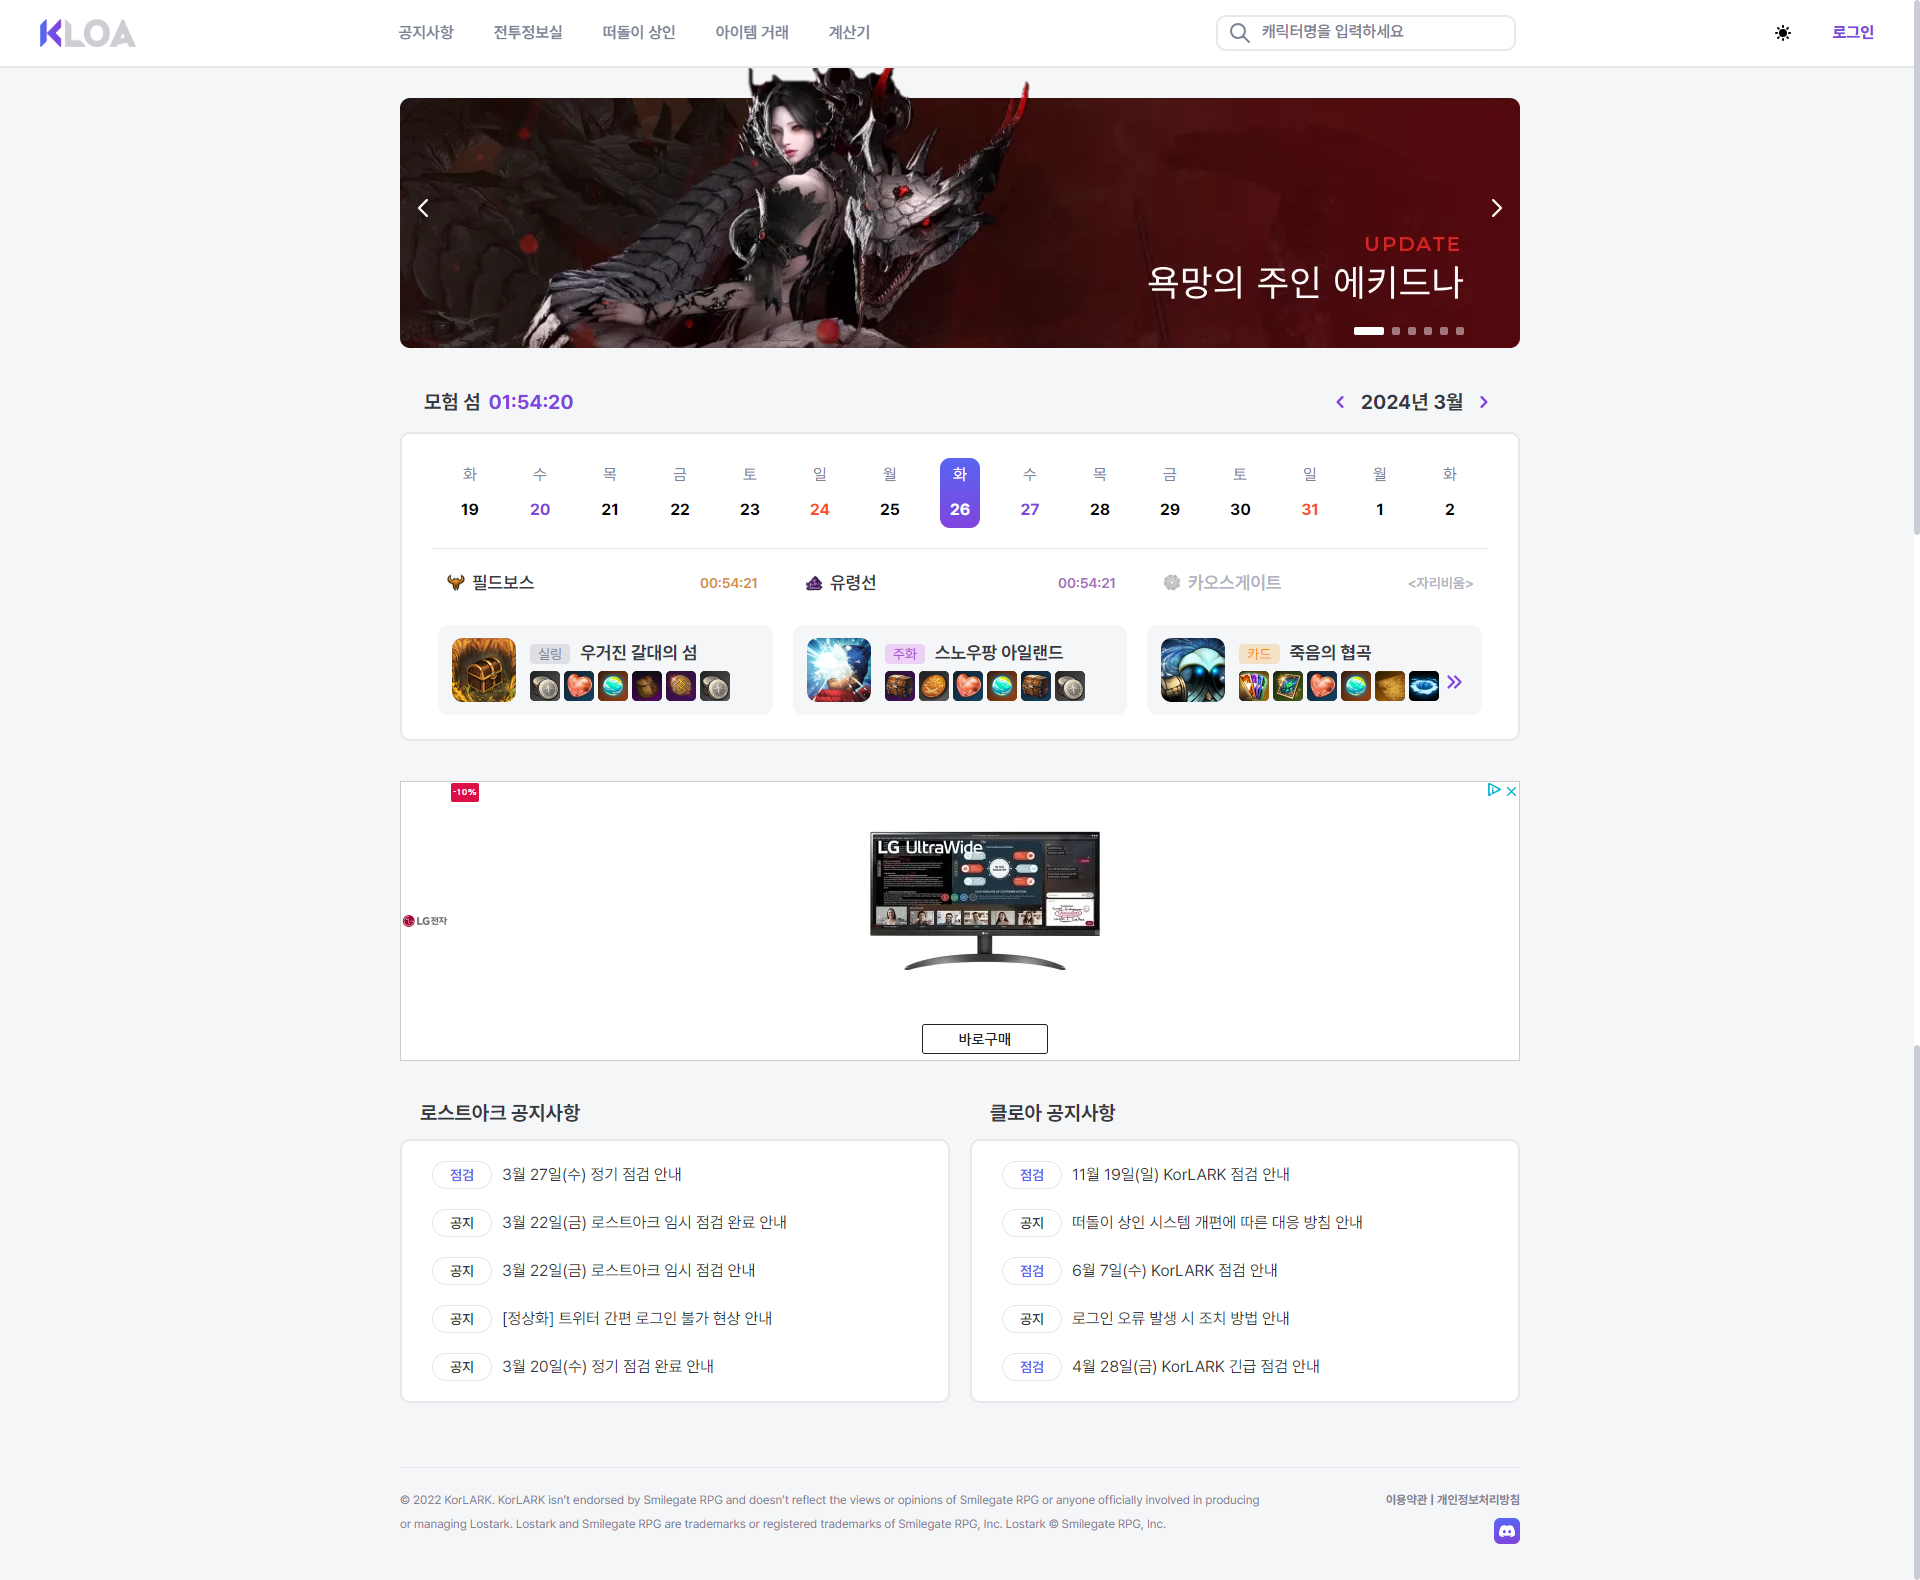 KLOA
공지사항
전투정보실
떠돌이 상인
아이템 거래
계산기
캐릭터명을 입력하세요
로그인
UPDATE
욕망의 주인 에키드나
모험 섬 01:54:20
2024년 3월
화 수 목 금 토 일 월 화 수 목 금 토 일 월 화
19 20 21 22 23 24 25 26 27 28 29 30 31 1 2
필드보스 00:54:21
유령선 00:54:21
카오스게이트 <자리비움>
실링 우거진 갈대의 섬
주화 스노우팡 아일랜드
카드 죽음의 협곡
-10%
LG UltraWide™
LG전자
바로구매
로스트아크 공지사항
점검 3월 27일(수) 정기 점검 안내
공지 3월 22일(금) 로스트아크 임시 점검 완료 안내
공지 3월 22일(금) 로스트아크 임시 점검 안내
공지 [정상화] 트위터 간편 로그인 불가 현상 안내
공지 3월 20일(수) 정기 점검 완료 안내
클로아 공지사항
점검 11월 19일(일) KorLARK 점검 안내
공지 떠돌이 상인 시스템 개편에 따른 대응 방침 안내
점검 6월 7일(수) KorLARK 점검 안내
공지 로그인 오류 발생 시 조치 방법 안내
점검 4월 28일(금) KorLARK 긴급 점검 안내
© 2022 KorLARK. KorLARK isn't endorsed by Smilegate RPG and doesn't reflect the views or opinions of Smilegate RPG or anyone officially involved in producing
or managing Lostark. Lostark and Smilegate RPG are trademarks or registered trademarks of Smilegate RPG, Inc. Lostark © Smilegate RPG, Inc.
이용약관 | 개인정보처리방침